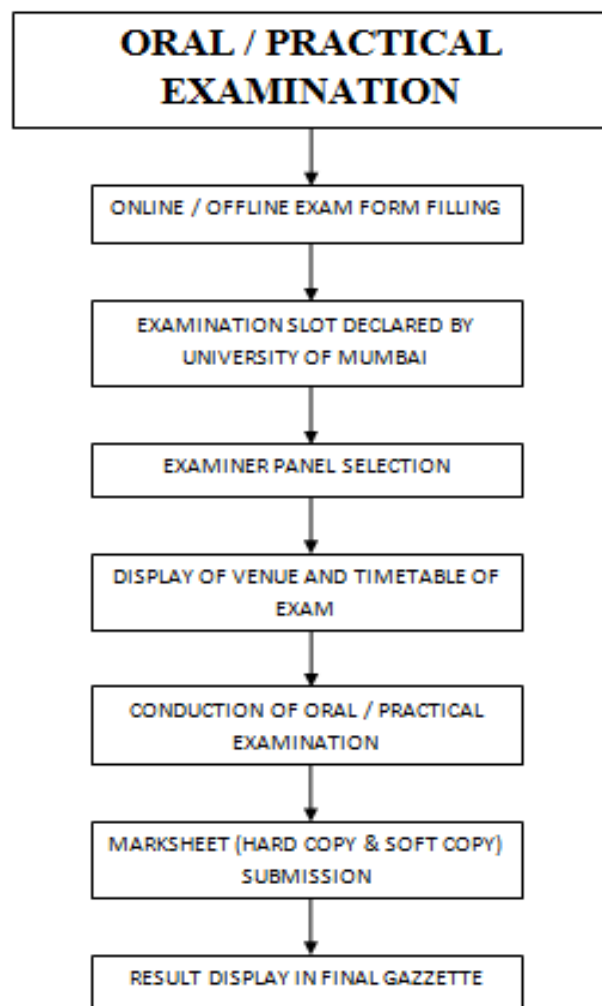 ORAL / PRACTICAL
EXAMINATION
ONLINE / OFFLINE EXAM FORM FILLING
EXAMINATION SLOT DECLARED BY
UNIVERSITY OF MUMBAI
EXAMINER PANEL SELECTION
DISPLAY OF VENUE AND TIMETABLE OF
EXAM
CONDUCTION OF ORAL / PRACTICAL
EXAMINATION
MARKSHEET (HARD COPY & SOFT COPY)
SUBMISSION
RESULT DISPLAY IN FINAL GAZZETTE